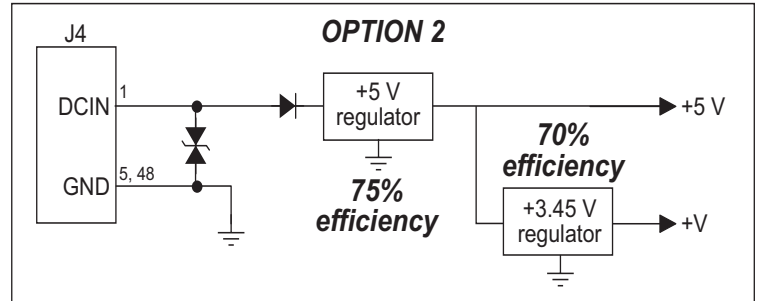 OPTION 2
J4
DCIN
1
GND
5, 48
+5 V
regulator
75%
efficiency
+5 V
70%
efficiency
+3.45 V
regulator
+V